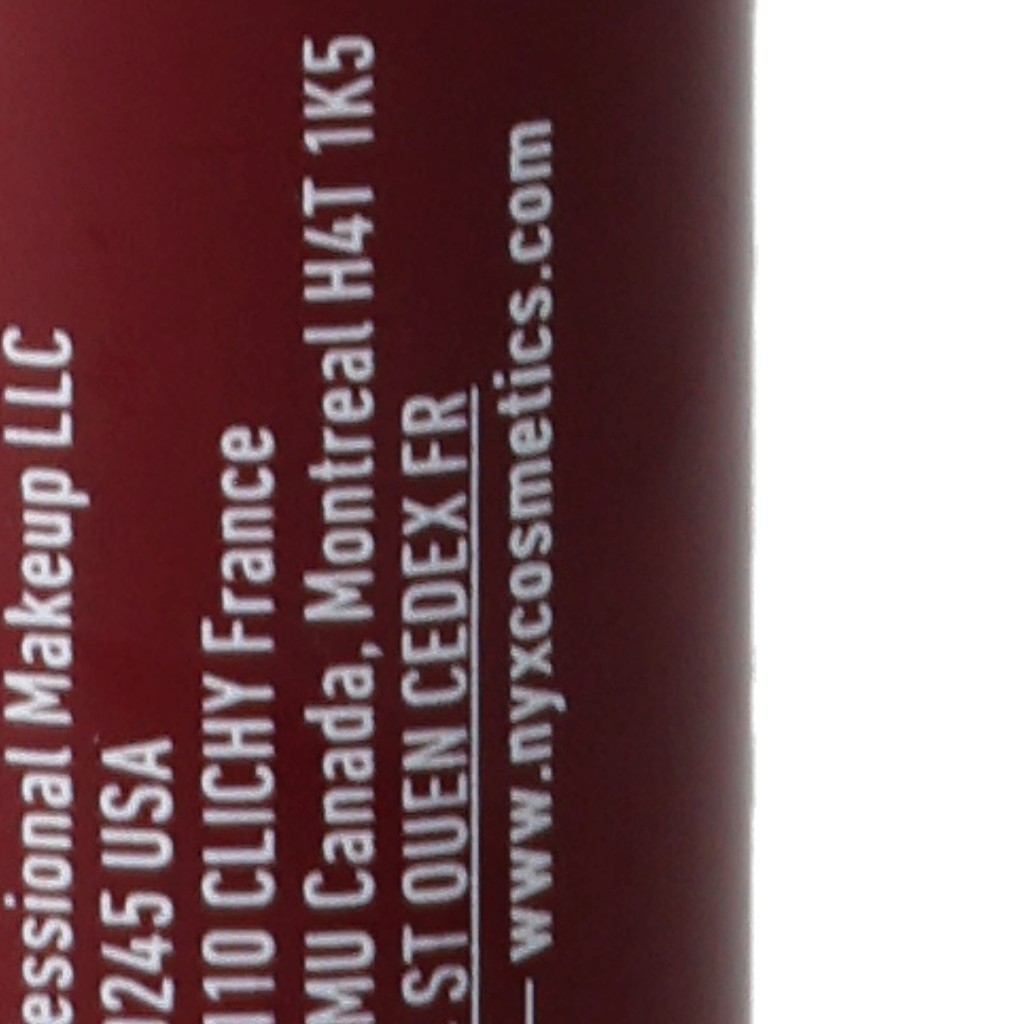 essional Makeup LLC
0245 USA
110 CLICHY France
MU Canada, Montreal H4T 1K5
ST OUEN CEDEX FR
www.nyxcosmetics.com